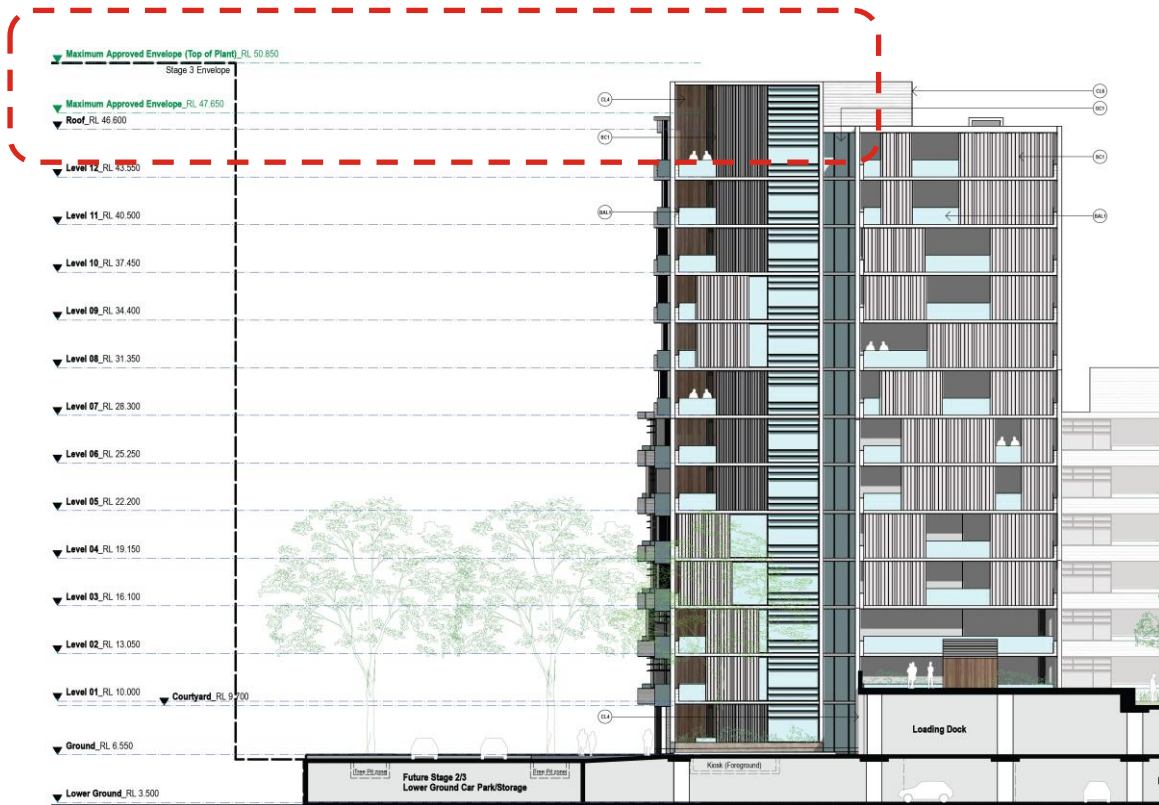 Maximum Approved Envelope (Top of Plant)_RL 50.850
Stage 3 Envelope
Maximum Approved Envelope_RL 47.650
Roof_RL 46.600
Level 12_RL 43.550
Level 11_RL 40.500
Level 10_RL 37.450
Level 09_RL 34.400
Level 08_RL 31.350
Level 07_RL 28.300
Level 06_RL 25.250
Level 05_RL 22.200
Level 04_RL 19.150
Level 03_RL 16.100
Level 02_RL 13.050
Level 01_RL 10.000
Courtyard_RL 9.700
Ground_RL 6.550
Lower Ground_RL 3.500
CL4
SC1
BAL1
CL4
SC1
SC1
BAL1
Loading Dock
Kiosk (Foreground)
Tree Pit zone
Tree Pit zone
Future Stage 2/3
Lower Ground Car Park/Storage